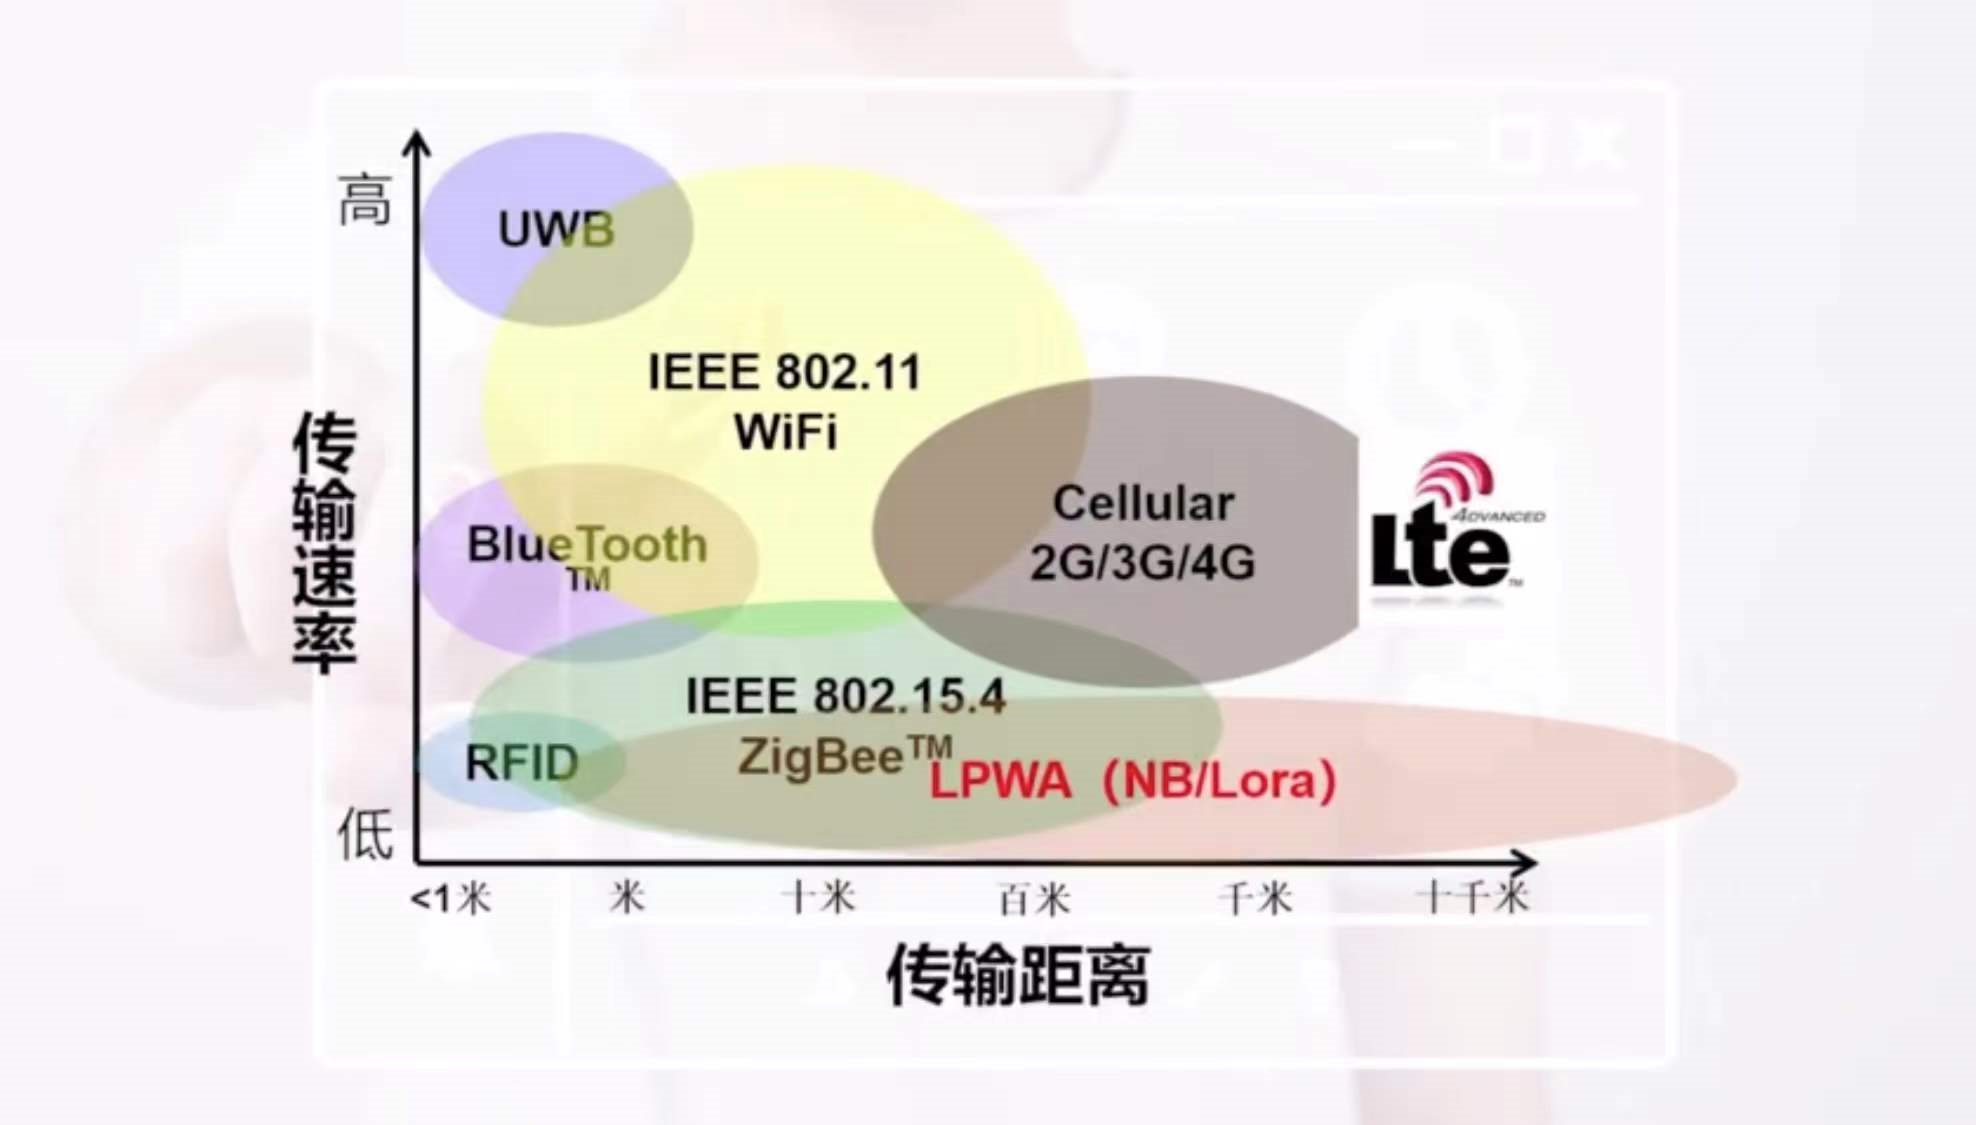 高
UWB
IEEE 802.11
WiFi
传输速率
BlueTooth
TM
Cellular
2G/3G/4G
4DVANCED
Lte
TM
IEEE 802.15.4
ZigBee™
RFID
LPWA（NB/Lora）
低
<1米
米
十米
百米
千米
十千米
传输距离